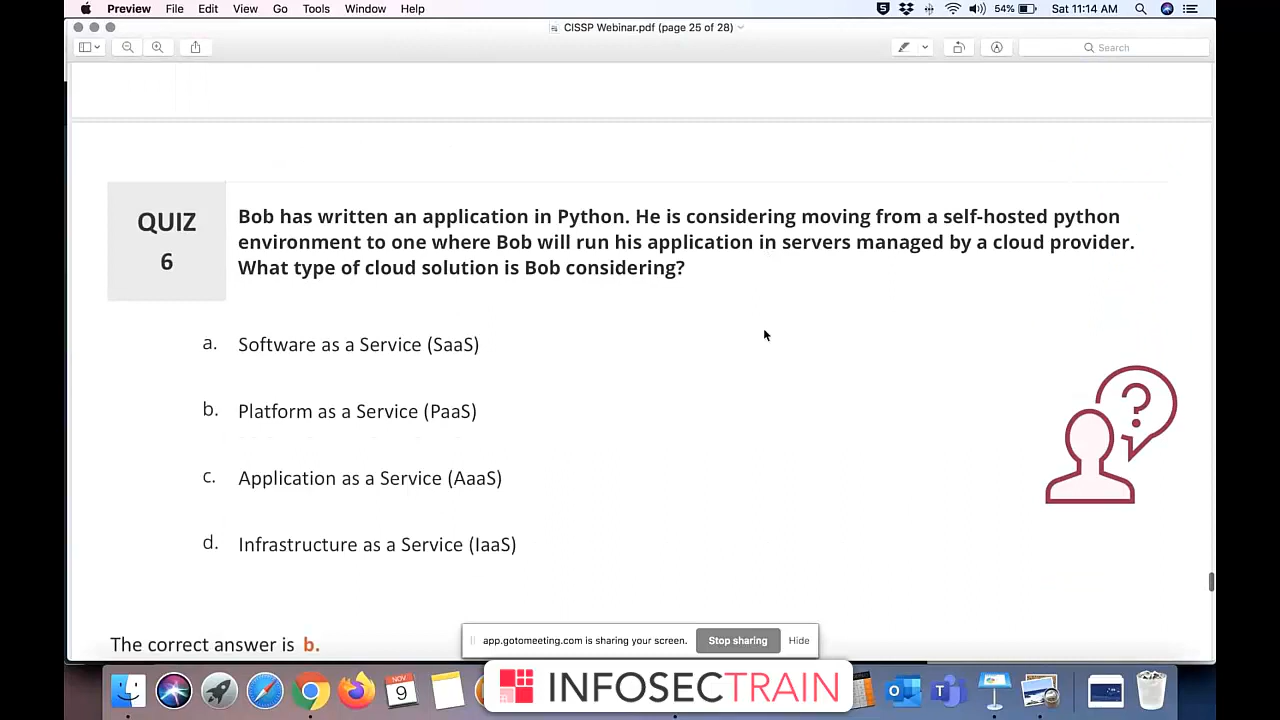 Preview File Edit View Go Tools Window Help 54% Sat 11:14 AM
CISSP Webinar.pdf (page 25 of 28)
Search
QUIZ
6
Bob has written an application in Python. He is considering moving from a self-hosted python
environment to one where Bob will run his application in servers managed by a cloud provider.
What type of cloud solution is Bob considering?
a. Software as a Service (SaaS)
b. Platform as a Service (PaaS)
c. Application as a Service (AaaS)
d. Infrastructure as a Service (IaaS)
The correct answer is b.
app.gotomeeting.com is sharing your screen. Stop sharing Hide
NOV
9
INFOSECTRAIN